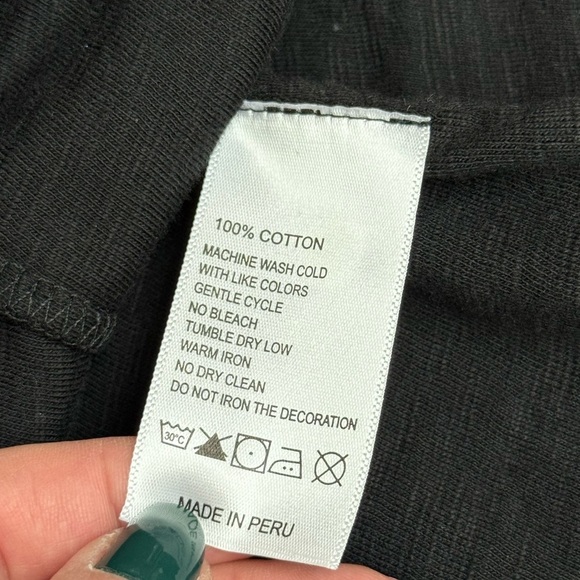 100% COTTON
MACHINE WASH COLD
WITH LIKE COLORS
GENTLE CYCLE
NO BLEACH
TUMBLE DRY LOW
WARM IRON
NO DRY CLEAN
DO NOT IRON THE DECORATION
30°C
MADE IN PERU